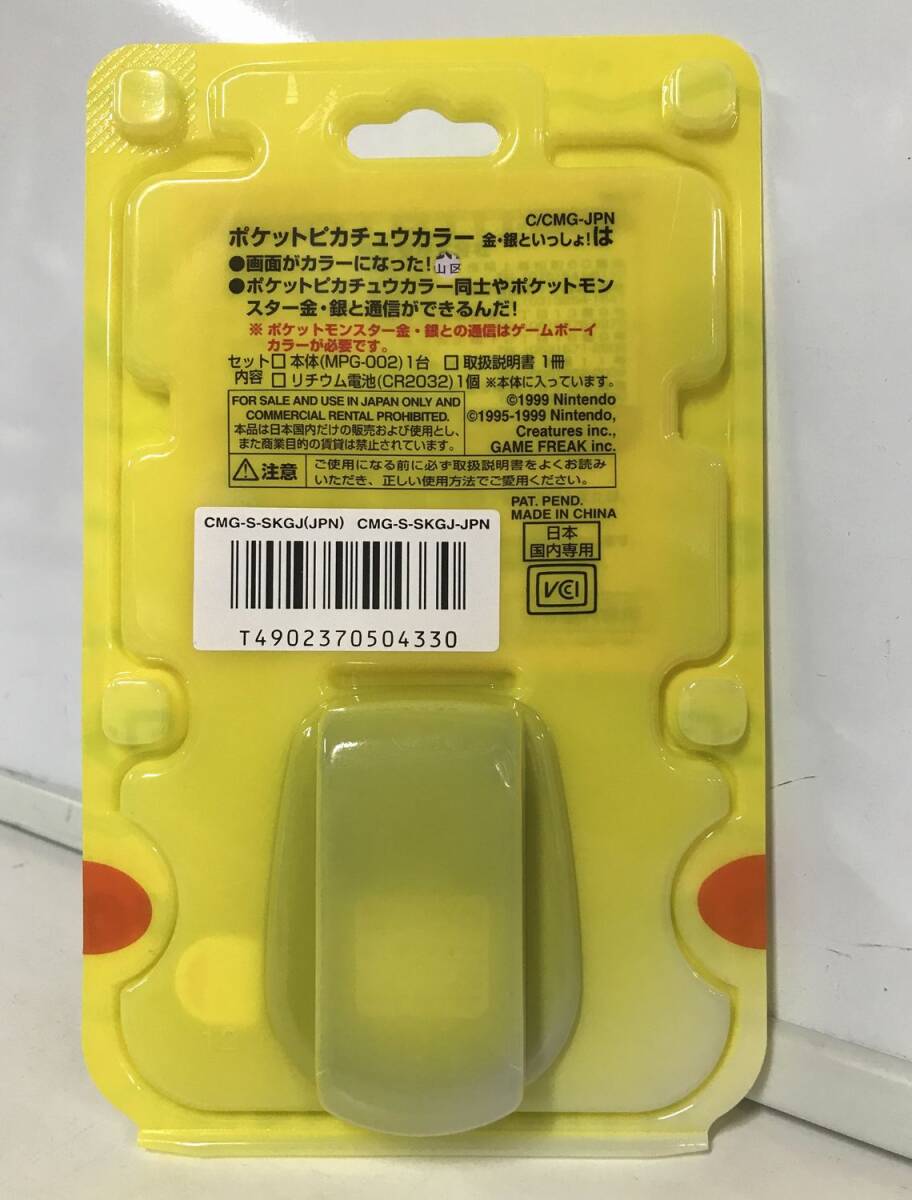 C/CMG-JPN
ポケットピカチュウカラー 金・銀といっしょ!は
●画面がカラーになった!
山区
●ポケットピカチュウカラー同士やポケットモン
スター金・銀と通信ができるんだ!
※ ポケットモンスター金・銀との通信はゲームボーイ
カラーが必要です。
セット内容 □ 本体(MPG-002) 1台 □ 取扱説明書 1冊
□ リチウム電池(CR2032) 1個 ※本体に入っています。
FOR SALE AND USE IN JAPAN ONLY AND
COMMERCIAL RENTAL PROHIBITED.
本品は日本国内だけの販売および使用とし、
また商業目的の賃貸は禁止されています。
©1999 Nintendo
©1995-1999 Nintendo,
Creatures inc.,
GAME FREAK inc.
⚠注意
ご使用になる前に必ず取扱説明書をよくお読み
いただき、正しい使用方法でご愛用ください。
PAT. PEND.
MADE IN CHINA
日本
国内専用
VCI
CMG-S-SKGJ(JPN) CMG-S-SKGJ-JPN
T4902370504330